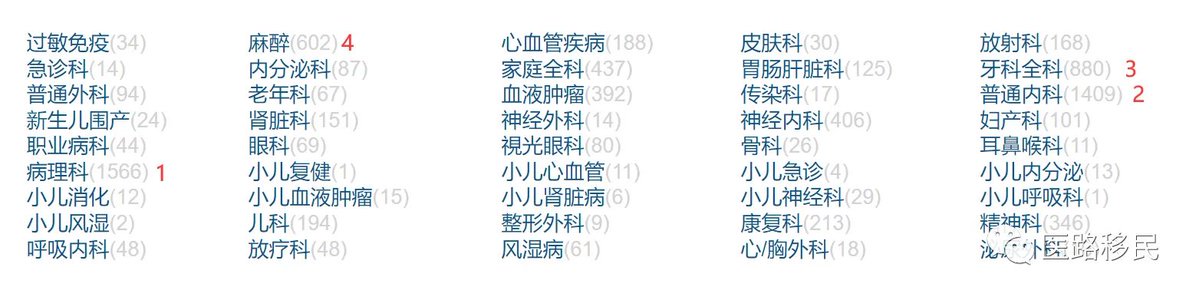 过敏免疫(34) 麻醉(602) 4 心血管疾病(188) 皮肤科(30) 放射科(168)
急诊科(14) 内分泌科(87) 家庭全科(437) 胃肠肝脏科(125) 牙科全科(880) 3
普通外科(94) 老年科(67) 血液肿瘤(392) 传染科(17) 普通内科(1409) 2
新生儿围产(24) 肾脏科(151) 神经外科(14) 神经内科(406) 妇产科(101)
职业病科(44) 眼科(69) 視光眼科(80) 骨科(26) 耳鼻喉科(11)
病理科(1566) 1 小儿复健(1) 小儿心血管(11) 小儿急诊(4) 小儿内分泌(13)
小儿消化(12) 小儿血液肿瘤(15) 小儿肾脏病(6) 小儿神经科(29) 小儿呼吸科(1)
小儿风湿(2) 儿科(194) 整形外科(9) 康复科(213) 精神科(346)
呼吸内科(48) 放疗科(48) 风湿病(61) 心/胸外科(18) 泌尿外科
医路移民